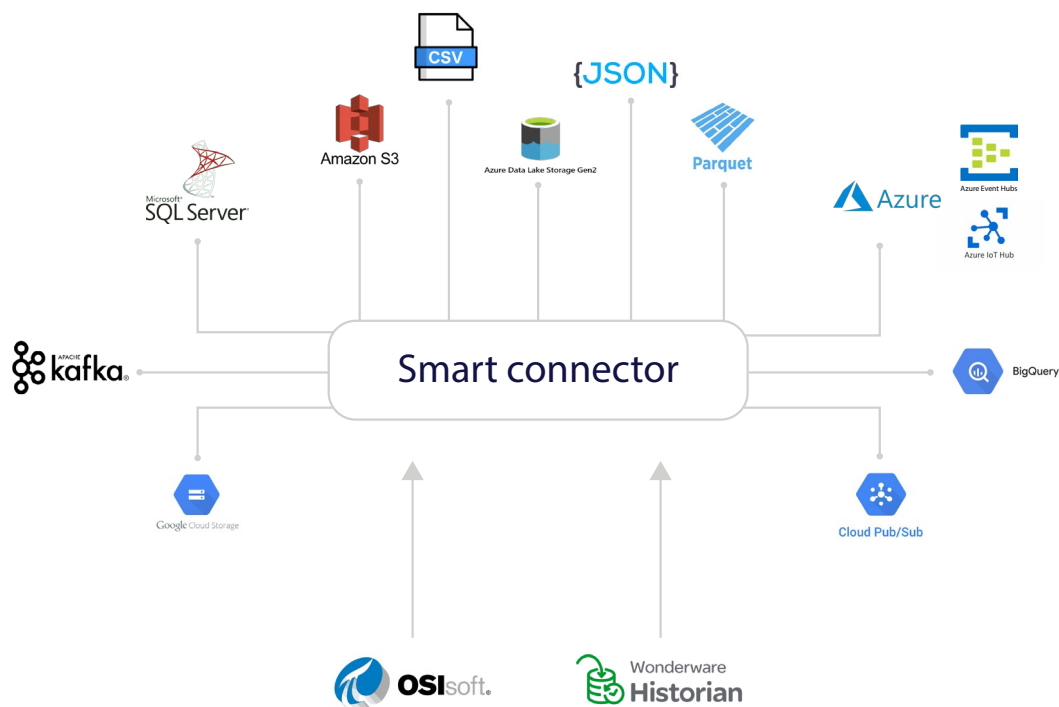 CSV
{JSON}
Amazon S3
Azure Data Lake Storage Gen2
Parquet
Microsoft®
SQL Server®
Azure
Azure Event Hubs
Azure IoT Hub
Smart connector
APACHE
kafka®
BigQuery
Google Cloud Storage
Cloud Pub/Sub
OSIsoft®
Wonderware
Historian